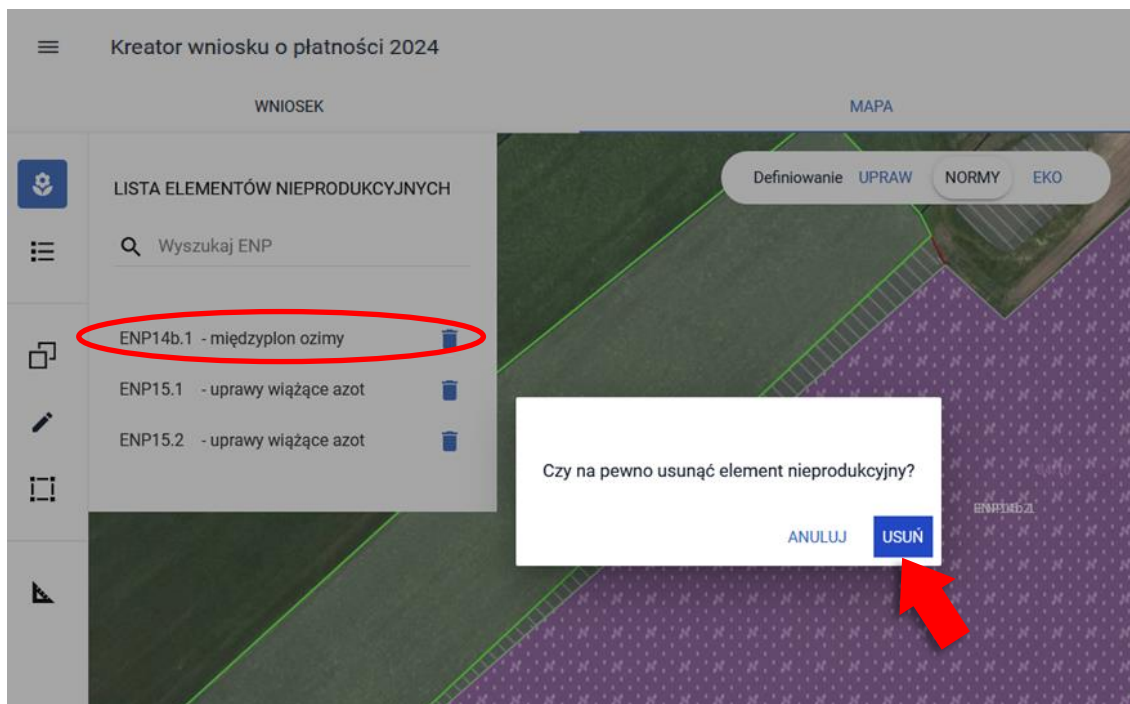 Kreator wniosku o płatności 2024
WNIOSEK
MAPA
LISTA ELEMENTÓW NIEPRODUKCYJNYCH
Definiowanie UPRAW NORMY EKO
Wyszukaj ENP
ENP14b.1 - międzyplon ozimy
ENP15.1 - uprawy wiążące azot
ENP15.2 - uprawy wiążące azot
Czy na pewno usunąć element nieprodukcyjny?
ANULUJ USUŃ